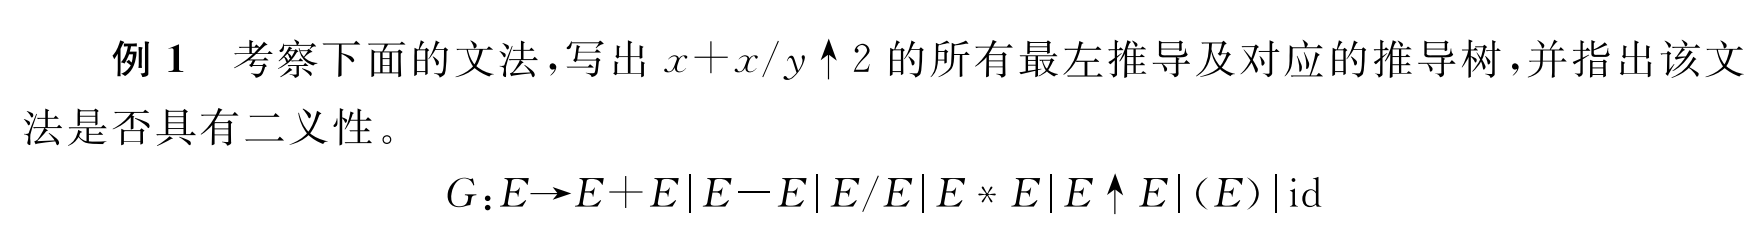 例 1 考察下面的文法,写出 x+x/y↑2 的所有最左推导及对应的推导树,并指出该文
法是否具有二义性。
G:E→E+E|E-E|E/E|E*E|E↑E|(E)|id